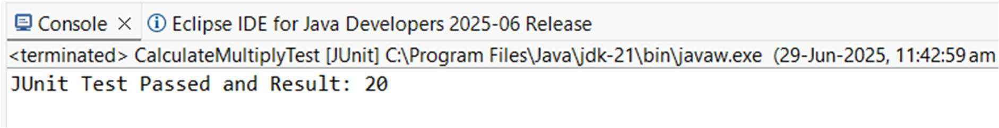 Console Eclipse IDE for Java Developers 2025-06 Release
<terminated> CalculateMultiplyTest [JUnit] C:\Program Files\Java\jdk-21\bin\javaw.exe (29-Jun-2025, 11:42:59 am
JUnit Test Passed and Result: 20